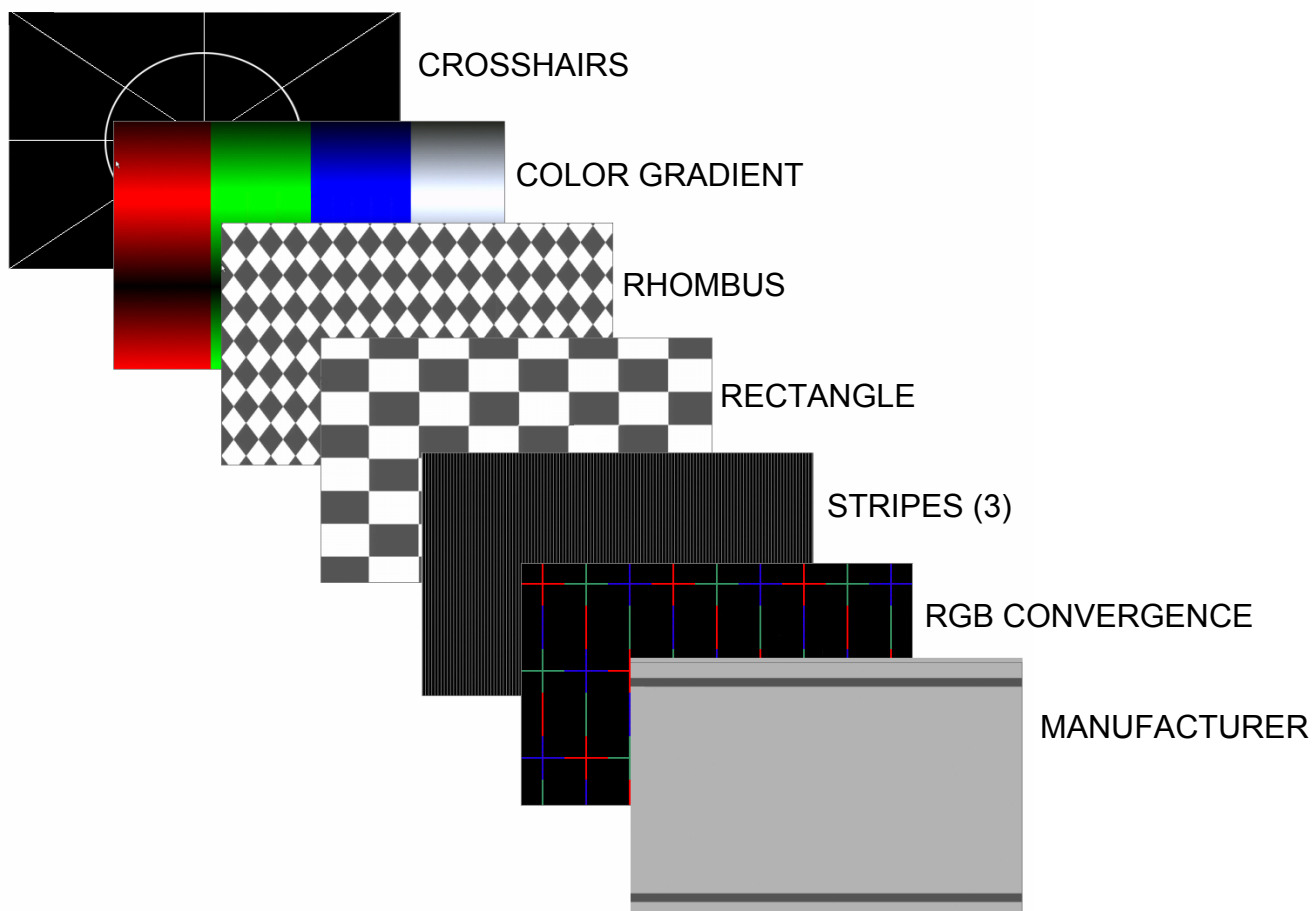 CROSSHAIRS
COLOR GRADIENT
RHOMBUS
RECTANGLE
STRIPES (3)
RGB CONVERGENCE
MANUFACTURER